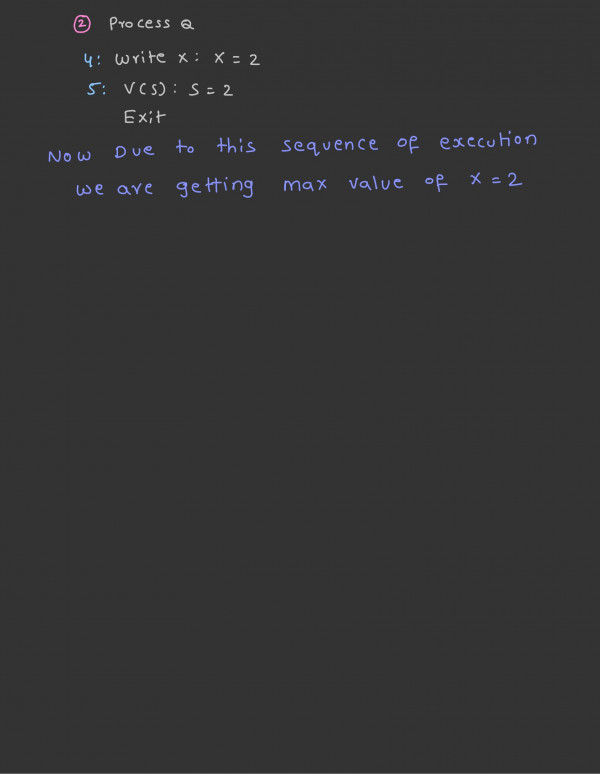 ② Process Q
4: Write x: x = 2
5: V(S): S = 2
Exit
Now Due to this sequence of execution
we are getting max value of x = 2